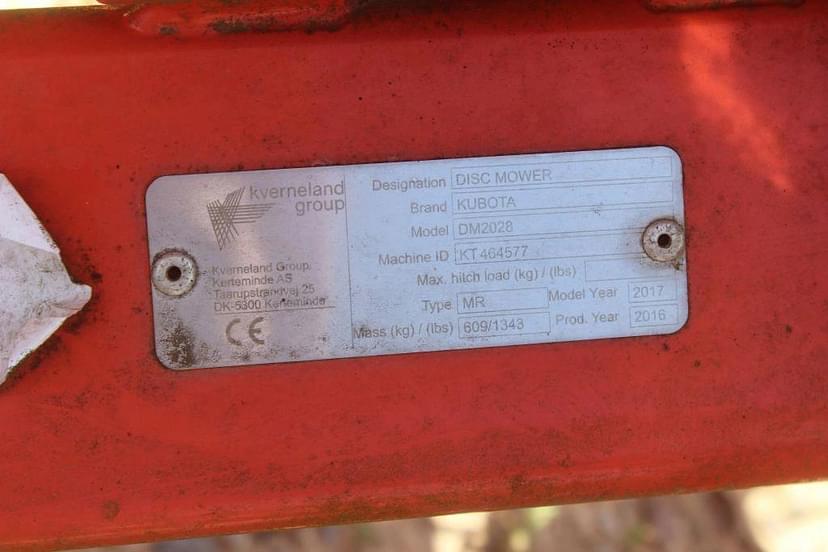 kverneland
group
Kverneland Group
Kerteminde AS
Taarupstrandvej 25
DK-5300 Kerteminde
CE
Designation DISC MOWER
Brand KUBOTA
Model DM2028
Machine ID KT464577
Max. hitch load (kg) / (lbs)
Type MR Model Year 2017
Mass (kg) / (lbs) 609/1343 Prod. Year 2016